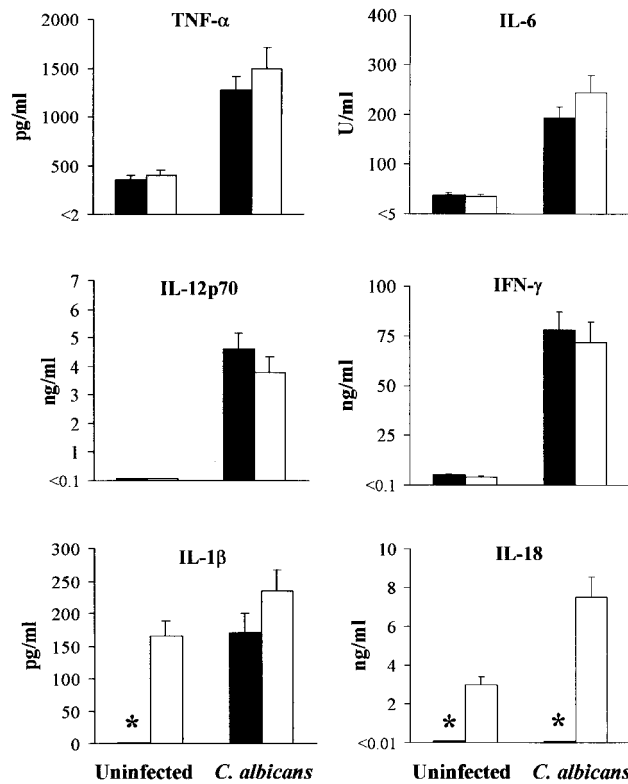 TNF-α
pg/ml
2000
1500
1000
500
<2
IL-6
U/ml
400
300
200
100
<5
IL-12p70
ng/ml
7
6
5
4
3
2
1
<0.1
IFN-γ
ng/ml
100
75
50
25
<0.1
IL-1β
pg/ml
300
250
200
150
100
50
0
*
Uninfected C. albicans
IL-18
ng/ml
10
8
6
4
2
<0.01
* *
Uninfected C. albicans